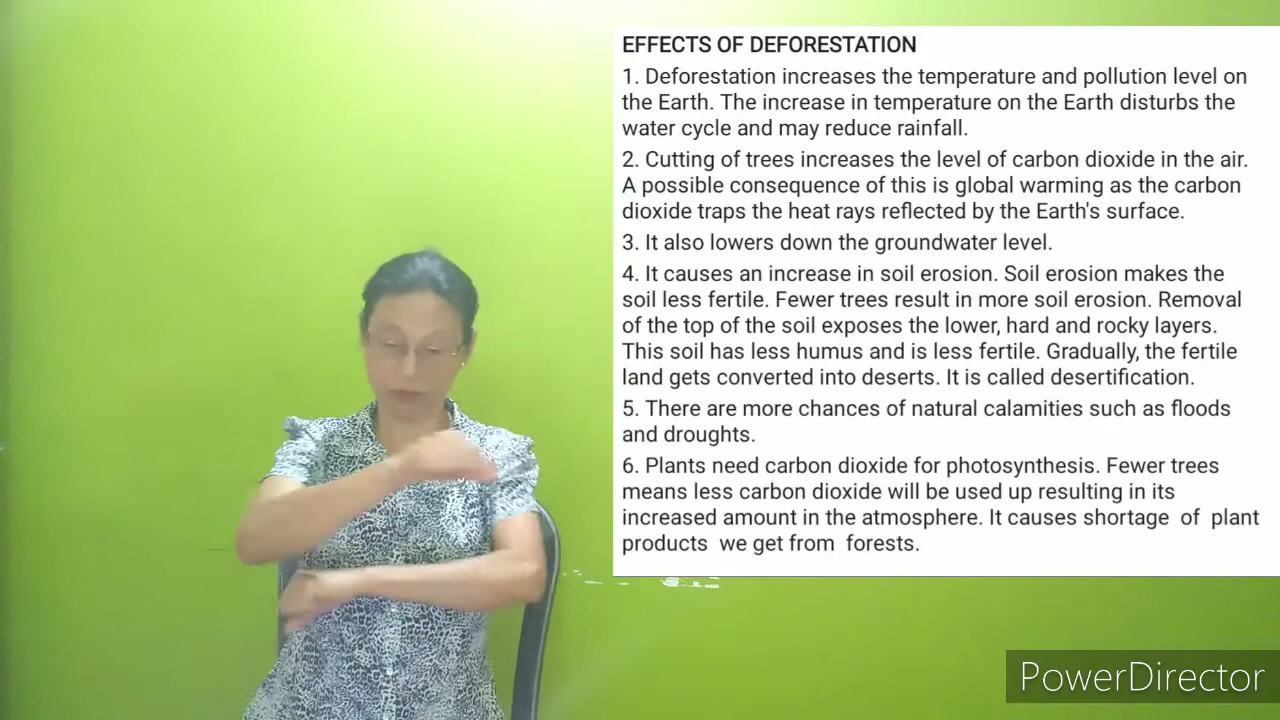 EFFECTS OF DEFORESTATION
1. Deforestation increases the temperature and pollution level on
the Earth. The increase in temperature on the Earth disturbs the
water cycle and may reduce rainfall.
2. Cutting of trees increases the level of carbon dioxide in the air.
A possible consequence of this is global warming as the carbon
dioxide traps the heat rays reflected by the Earth's surface.
3. It also lowers down the groundwater level.
4. It causes an increase in soil erosion. Soil erosion makes the
soil less fertile. Fewer trees result in more soil erosion. Removal
of the top of the soil exposes the lower, hard and rocky layers.
This soil has less humus and is less fertile. Gradually, the fertile
land gets converted into deserts. It is called desertification.
5. There are more chances of natural calamities such as floods
and droughts.
6. Plants need carbon dioxide for photosynthesis. Fewer trees
means less carbon dioxide will be used up resulting in its
increased amount in the atmosphere. It causes shortage of plant
products we get from forests.
PowerDirector